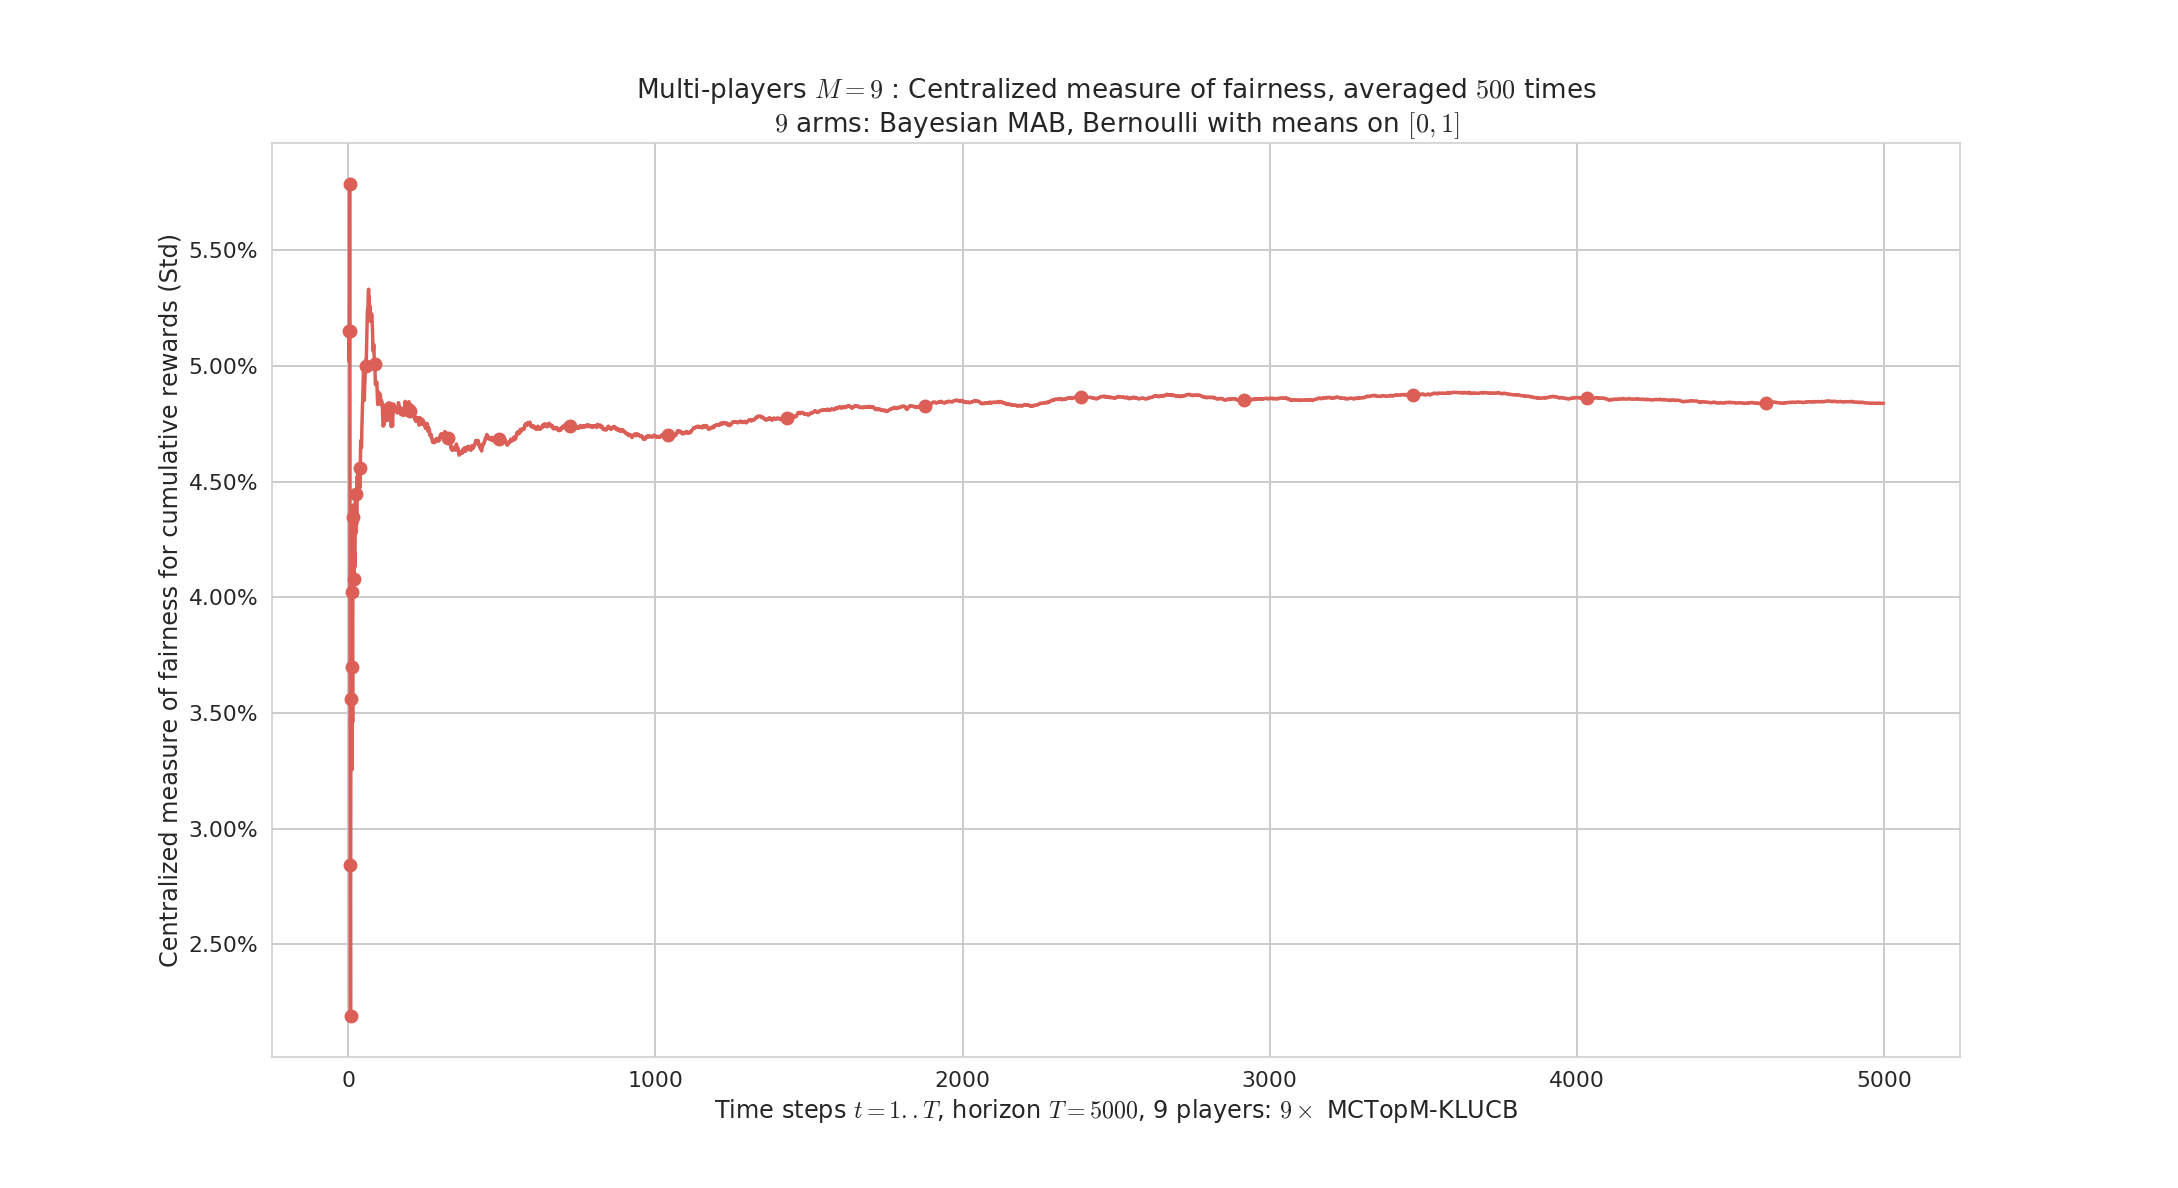 Multi-players M = 9 : Centralized measure of fairness, averaged 500 times
9 arms: Bayesian MAB, Bernoulli with means on [0, 1]
Centralized measure of fairness for cumulative rewards (Std)
5.50%
5.00%
4.50%
4.00%
3.50%
3.00%
2.50%
0 1000 2000 3000 4000 5000
Time steps t = 1..T, horizon T = 5000, 9 players: 9× MCTopM-KLUCB